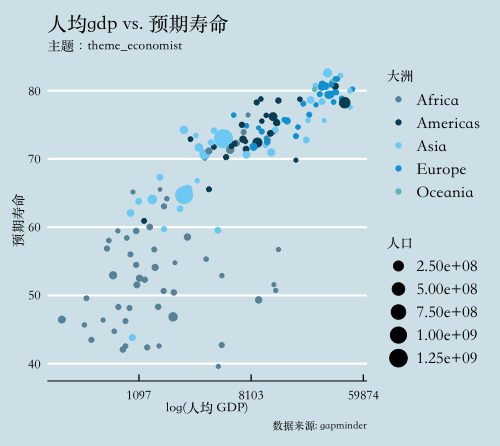 人均gdp vs. 预期寿命
主题：theme_economist
大洲
Africa
Americas
Asia
Europe
Oceania
人口
2.50e+08
5.00e+08
7.50e+08
1.00e+09
1.25e+09
预期寿命
80
70
60
50
40
1097
8103
59874
log(人均 GDP)
数据来源: gapminder